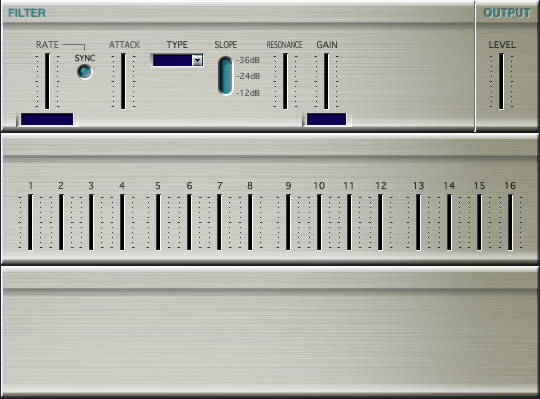 FILTER OUTPUT
RATE ATTACK TYPE SLOPE RESONANCE GAIN LEVEL
SYNC
-36dB
-24dB
-12dB
1 2 3 4 5 6 7 8 9 10 11 12 13 14 15 16